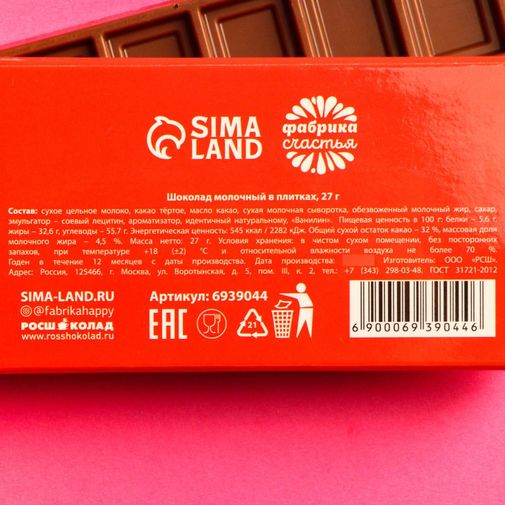 SIMA
LAND
фабрика
счастья
Шоколад молочный в плитках, 27 г
Состав: сухое цельное молоко, какао тёртое, масло какао, сухая молочная сыворотка, обезвоженный молочный жир, сахар,
эмульгатор – соевый лецитин, ароматизатор, идентичный натуральному, «Ванилин». Пищевая ценность в 100 г: белки – 5,6 г,
жиры – 32,6 г, углеводы – 55,7 г. Энергетическая ценность: 545 ккал / 2282 кДж. Общий сухой остаток какао – 32 %, массовая доля
молочного жира – 4,5 %. Масса нетто: 27 г. Условия хранения: в чистом сухом помещении, без посторонних
запахов, при температуре +18 (±2) °C и относительной влажности воздуха не более 70 %.
Годен в течение 12 месяцев с даты производства. Дата производства: Изготовитель: ООО «РСШ».
Адрес: Россия, 125466, г. Москва, ул. Воротынская, д. 5, пом. III, к. 2, тел.: +7 (343) 298-03-48. ГОСТ 31721-2012
SIMA-LAND.RU
@fabrikahappy
РОСШОКОЛАД
www.rosshokolad.ru
Артикул: 6939044
EAC
21
6 900069 390446